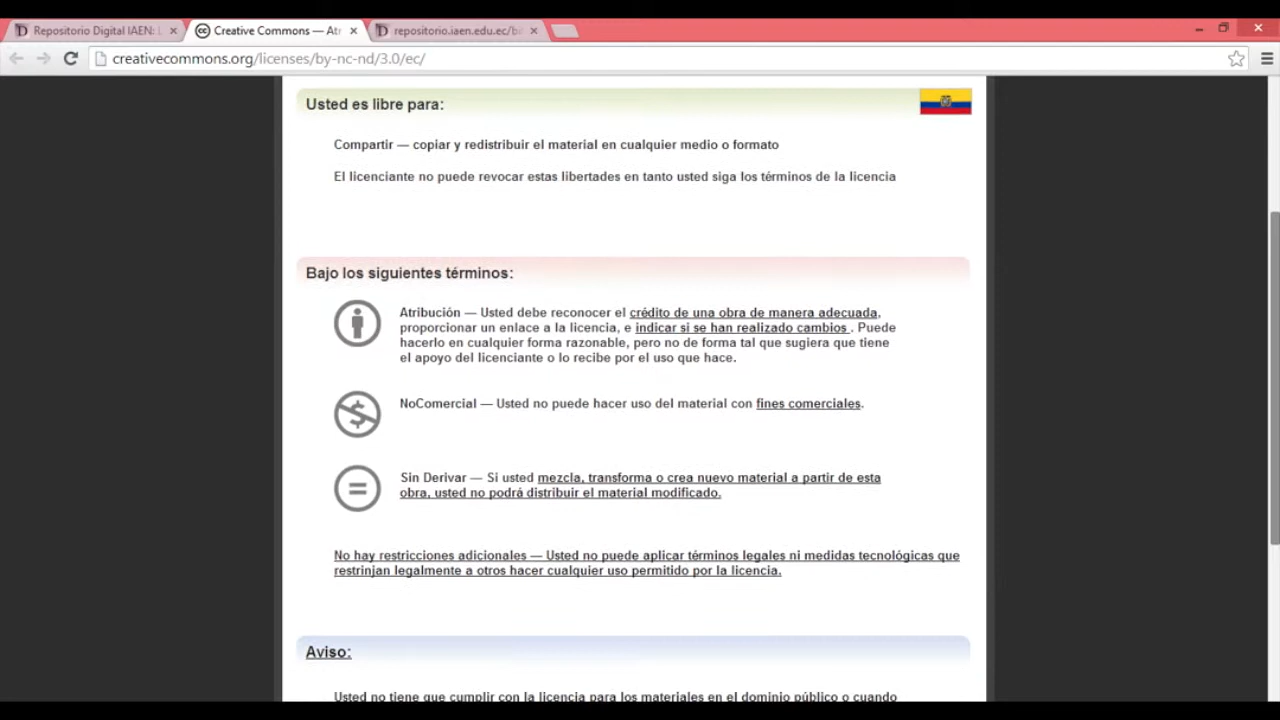 Repositorio Digital IAEN: L
Creative Commons — Atr
repositorio.iaen.edu.ec/bi
creativecommons.org/licenses/by-nc-nd/3.0/ec/
Usted es libre para:
Compartir — copiar y redistribuir el material en cualquier medio o formato
El licenciante no puede revocar estas libertades en tanto usted siga los términos de la licencia
Bajo los siguientes términos:
Atribución — Usted debe reconocer el crédito de una obra de manera adecuada,
proporcionar un enlace a la licencia, e indicar si se han realizado cambios . Puede
hacerlo en cualquier forma razonable, pero no de forma tal que sugiera que tiene
el apoyo del licenciante o lo recibe por el uso que hace.
NoComercial — Usted no puede hacer uso del material con fines comerciales.
Sin Derivar — Si usted mezcla, transforma o crea nuevo material a partir de esta
obra, usted no podrá distribuir el material modificado.
No hay restricciones adicionales — Usted no puede aplicar términos legales ni medidas tecnológicas que
restrinjan legalmente a otros hacer cualquier uso permitido por la licencia.
Aviso:
Usted no tiene que cumplir con la licencia para los materiales en el dominio público o cuando